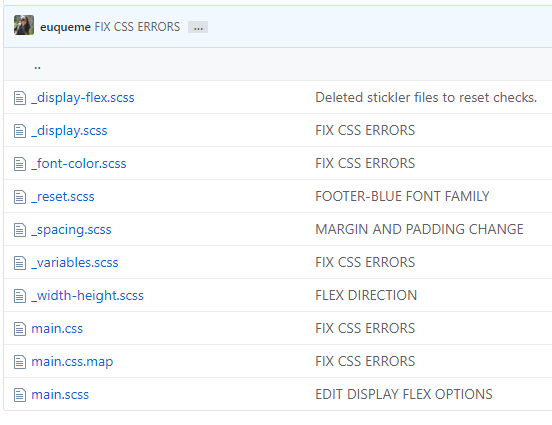 euqueme FIX CSS ERRORS ...
..
_display-flex.scss Deleted stickler files to reset checks.
_display.scss FIX CSS ERRORS
_font-color.scss FIX CSS ERRORS
_reset.scss FOOTER-BLUE FONT FAMILY
_spacing.scss MARGIN AND PADDING CHANGE
_variables.scss FIX CSS ERRORS
_width-height.scss FLEX DIRECTION
main.css FIX CSS ERRORS
main.css.map FIX CSS ERRORS
main.scss EDIT DISPLAY FLEX OPTIONS